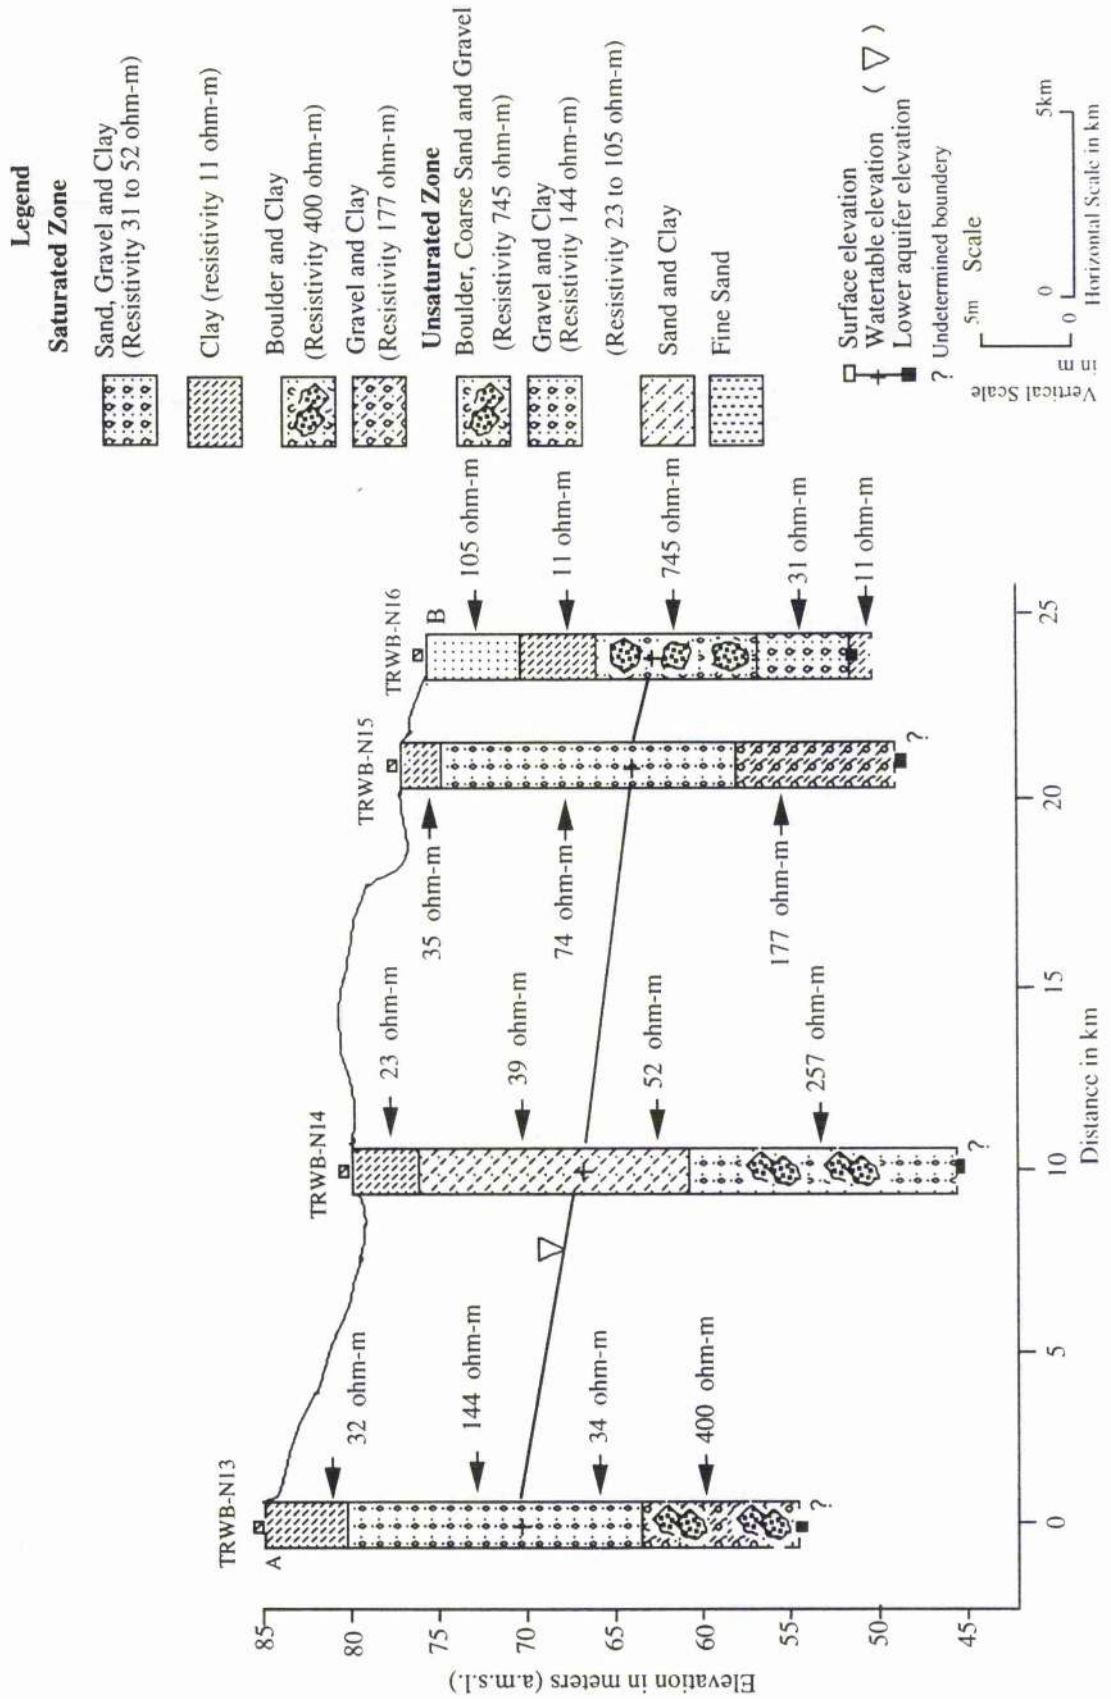 Legend
Saturated Zone
Sand, Gravel and Clay
(Resistivity 31 to 52 ohm-m)
Clay (resistivity 11 ohm-m)
Boulder and Clay
(Resistivity 400 ohm-m)
Gravel and Clay
(Resistivity 177 ohm-m)
Unsaturated Zone
Boulder, Coarse Sand and Gravel
(Resistivity 745 ohm-m)
Gravel and Clay
(Resistivity 144 ohm-m)
(Resistivity 23 to 105 ohm-m)
Sand and Clay
Fine Sand
Surface elevation
Watertable elevation ( )
Lower aquifer elevation
? Undetermined boundary
5m Scale
0
Vertical Scale
in m
0 5km
Horizontal Scale in km
TRWB-N13
A
32 ohm-m
144 ohm-m
34 ohm-m
400 ohm-m
?
TRWB-N14
23 ohm-m
39 ohm-m
52 ohm-m
257 ohm-m
?
TRWB-N15
35 ohm-m
74 ohm-m
177 ohm-m
?
TRWB-N16
B
105 ohm-m
11 ohm-m
745 ohm-m
31 ohm-m
11 ohm-m
85
80
75
70
65
60
55
50
45
Elevation in meters (a.m.s.l.)
0 5 10 15 20 25
Distance in km